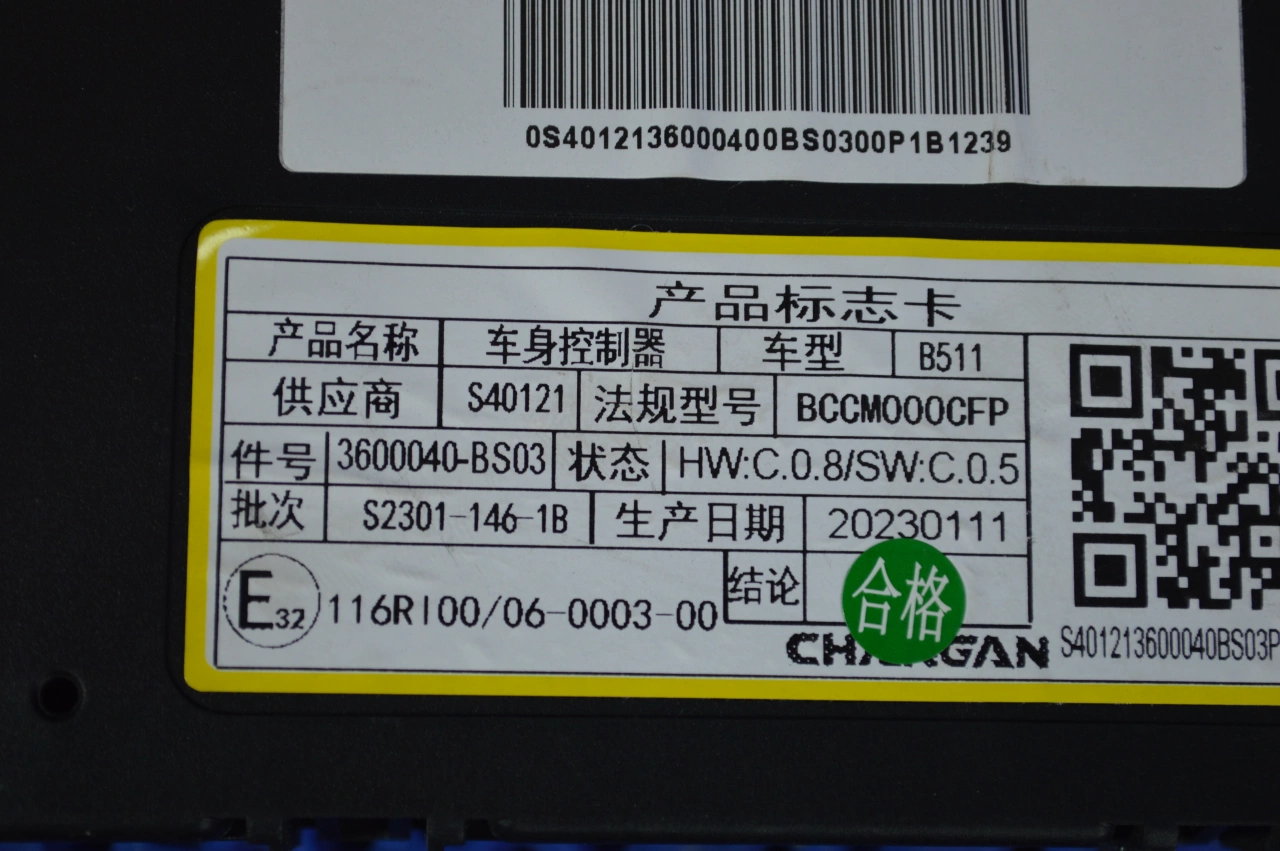 0S4012136000400BS0300P1B1239
产品标志卡
产品名称 车身控制器 车型 B511
供应商 S40121 法规型号 BCCM000CFP
件号 3600040-BS03 状态 HW:C.0.8/SW:C.0.5
批次 S2301-146-1B 生产日期 20230111
E32 116RI00/06-0003-00 结论 合格
CHANGAN S401213600040BS03P